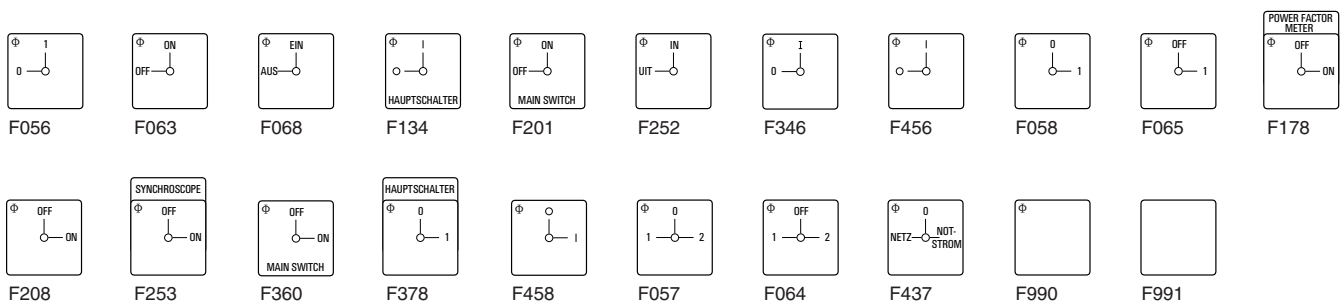 POWER FACTOR
METER
Φ 1
0
Φ ON
OFF
Φ EIN
AUS
Φ I
O
HAUPTSCHALTER
Φ ON
OFF
MAIN SWITCH
Φ IN
UIT
Φ I
0
Φ I
O
Φ 0
1
Φ OFF
1
Φ OFF
ON
F056 F063 F068 F134 F201 F252 F346 F456 F058 F065 F178
SYNCHROSCOPE HAUPTSCHALTER
Φ OFF
ON
Φ OFF
ON
Φ OFF
ON
MAIN SWITCH
Φ 0
1
Φ O
I
Φ 0
1 2
Φ OFF
1 2
Φ 0
NETZ NOT-
STROM
Φ
F208 F253 F360 F378 F458 F057 F064 F437 F990 F991